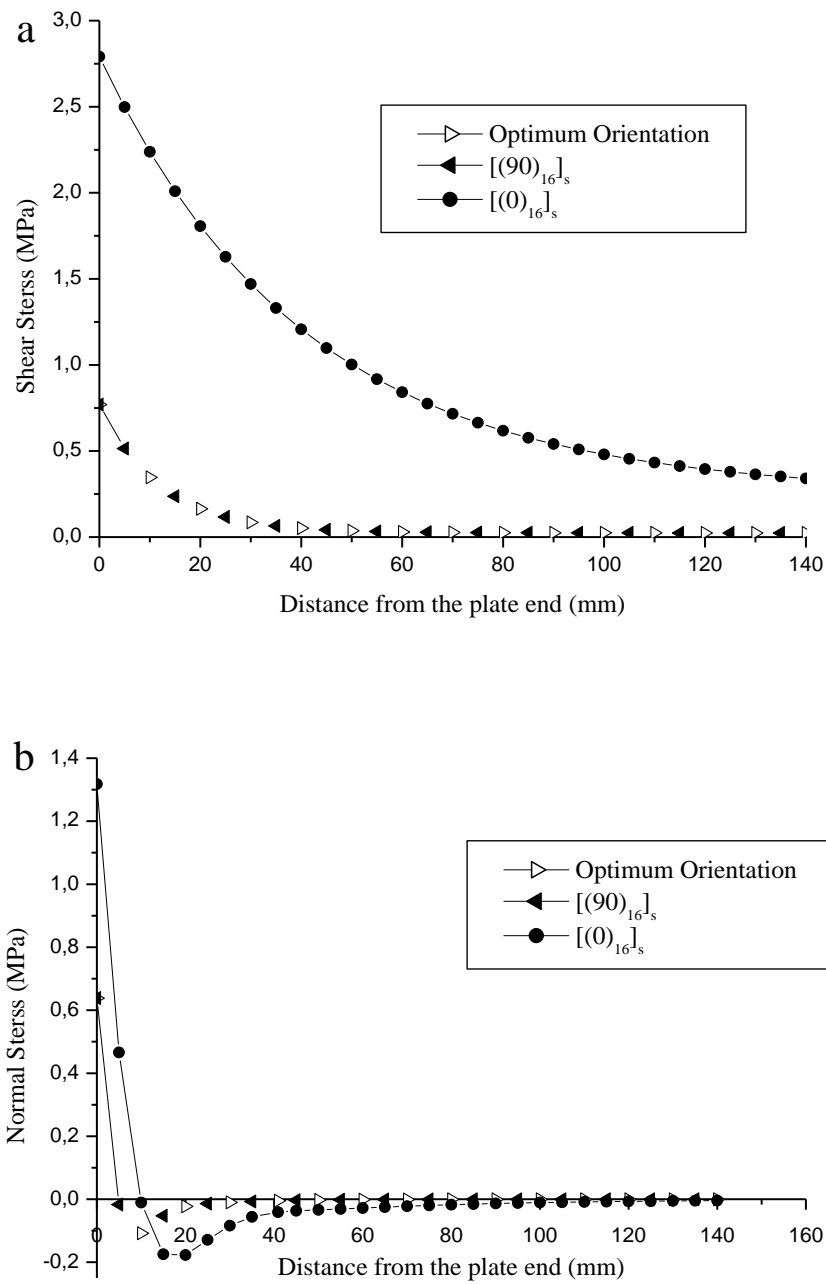 a
3,0
2,5
2,0
1,5
1,0
0,5
0,0
Shear Sterss (MPa)
Optimum Orientation
[(90)16]s
[(0)16]s
0 20 40 60 80 100 120 140
Distance from the plate end (mm)
b
1,4
1,2
1,0
0,8
0,6
0,4
0,2
0,0
-0,2
Normal Sterss (MPa)
Optimum Orientation
[(90)16]s
[(0)16]s
0 20 40 60 80 100 120 140 160
Distance from the plate end (mm)